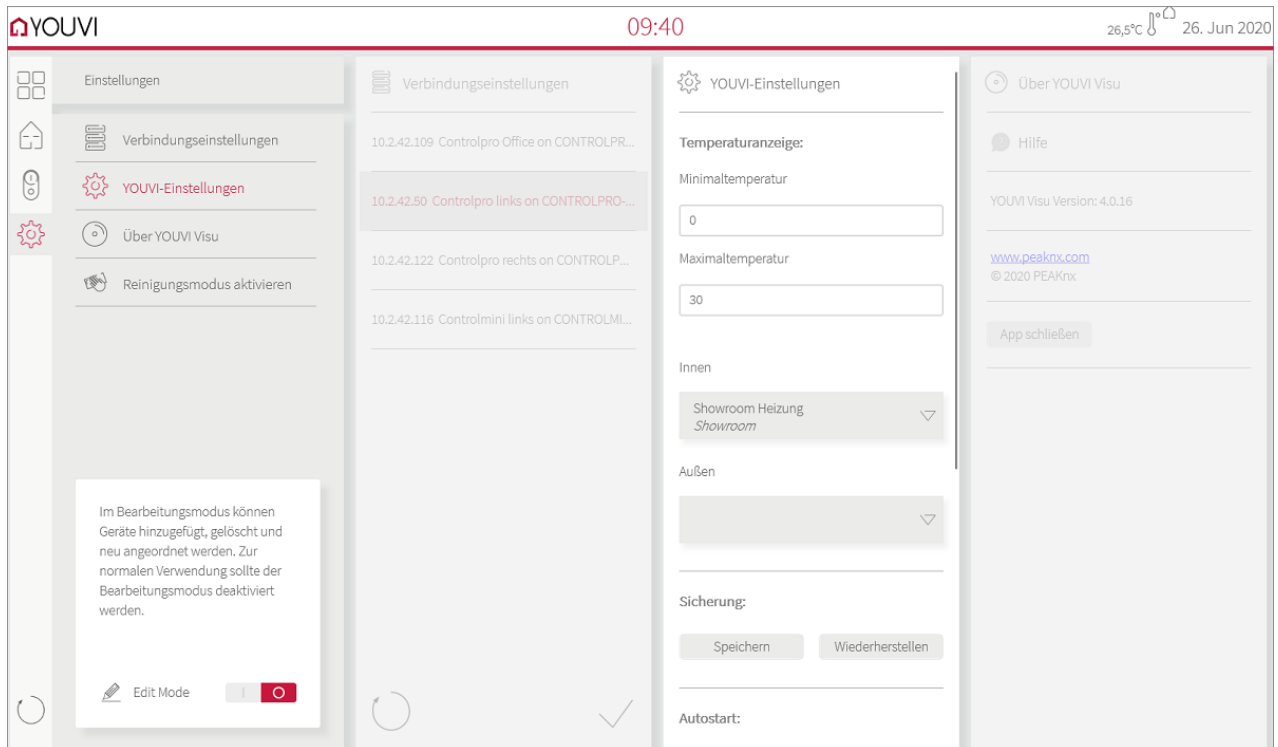 YOUVI
09:40
26,5°C
26. Jun 2020
Einstellungen
Verbindungseinstellungen
YOUVI-Einstellungen
Über YOUVI Visu
Reinigungsmodus aktivieren
Im Bearbeitungsmodus können
Geräte hinzugefügt, gelöscht und
neu angeordnet werden. Zur
normalen Verwendung sollte der
Bearbeitungsmodus deaktiviert
werden.
Edit Mode
Verbindungseinstellungen
10.2.42.109 Controlpro Office on CONTROLPR...
10.2.42.50 Controlpro links on CONTROLPRO-...
10.2.42.122 Controlpro rechts on CONTROLP...
10.2.42.116 Controlmini links on CONTROLMI...
YOUVI-Einstellungen
Temperaturanzeige:
Minimaltemperatur
0
Maximaltemperatur
30
Innen
Showroom Heizung
Showroom
Außen
Sicherung:
Speichern Wiederherstellen
Autostart:
Über YOUVI Visu
Hilfe
YOUVI Visu Version: 4.0.16
www.peaknx.com
© 2020 PEAKnx
App schließen